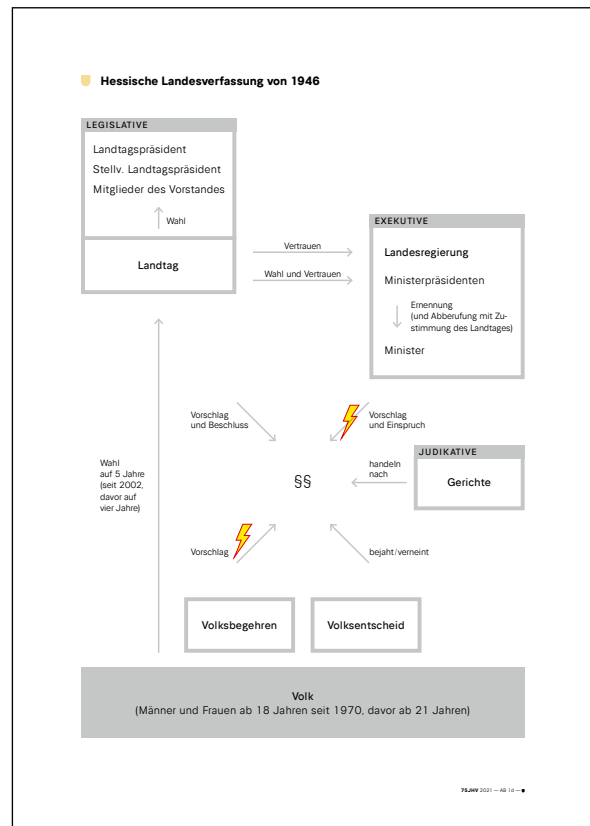 Hessische Landesverfassung von 1946
LEGISLATIVE
Landtagspräsident
Stellv. Landtagspräsident
Mitglieder des Vorstandes
Wahl
Landtag
Vertrauen
Wahl und Vertrauen
EXEKUTIVE
Landesregierung
Ministerpräsidenten
Ernennung
(und Abberufung mit Zu-
stimmung des Landtages)
Minister
Vorschlag
und Beschluss
Vorschlag
und Einspruch
Wahl
auf 5 Jahre
(seit 2002,
davor auf
vier Jahre)
§§
handeln
nach
JUDIKATIVE
Gerichte
Vorschlag
bejaht/verneint
Volksbegehren
Volksentscheid
Volk
(Männer und Frauen ab 18 Jahren seit 1970, davor ab 21 Jahren)
75JHV 2021 — AB 1d —